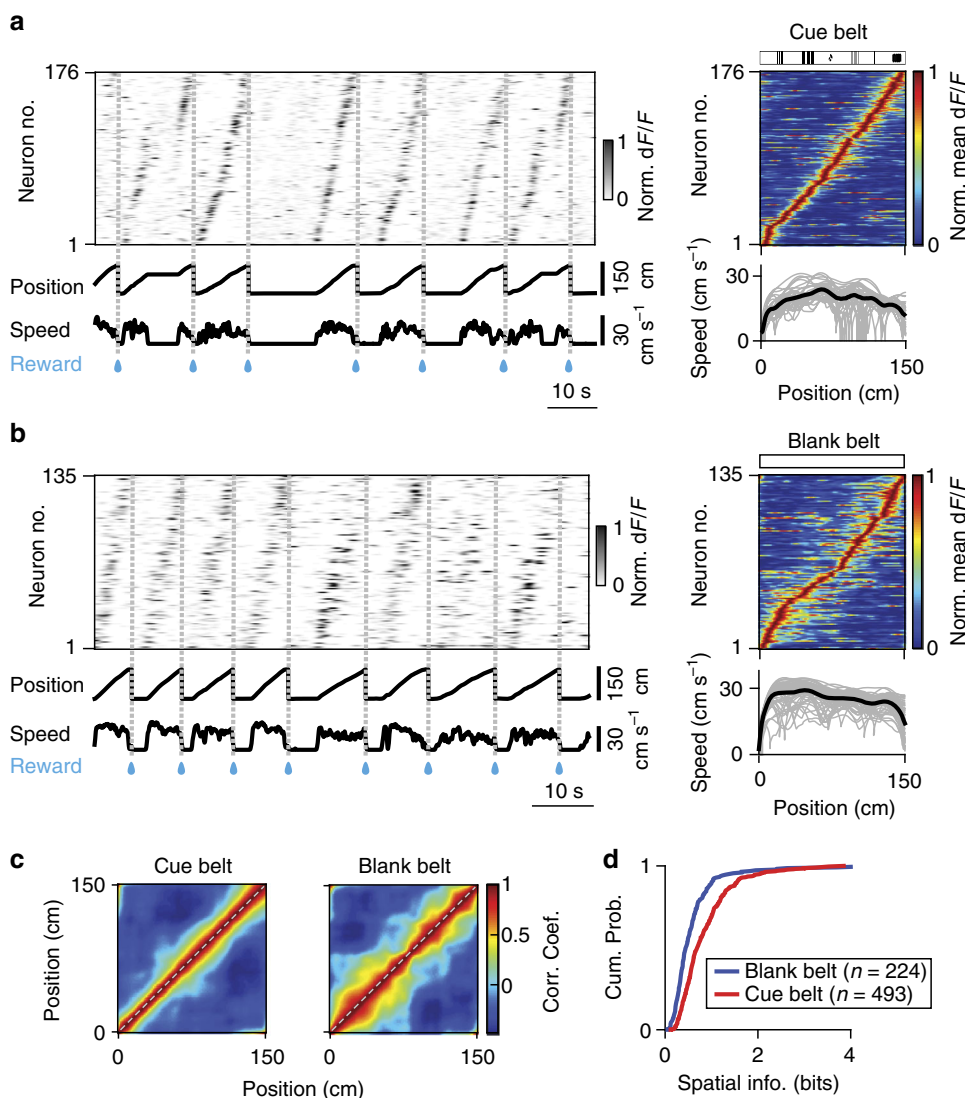 a
Cue belt
176
Neuron no.
1
1
0
Norm. dF/F
Position
150
cm
Speed
30
cm s⁻¹
Reward
10 s
176
Neuron no.
1
1
0
Norm. mean dF/F
Speed (cm s⁻¹)
30
0
0
150
Position (cm)
b
Blank belt
135
Neuron no.
1
1
0
Norm. dF/F
Position
150
cm
Speed
30
cm s⁻¹
Reward
10 s
135
Neuron no.
1
1
0
Norm. mean dF/F
Speed (cm s⁻¹)
30
0
0
150
Position (cm)
c
Cue belt
Blank belt
150
Position (cm)
0
0
150
0
150
Position (cm)
1
0.5
0
Corr. Coef.
d
1
Cum. Prob.
0
Blank belt (n = 224)
Cue belt (n = 493)
0
2
4
Spatial info. (bits)